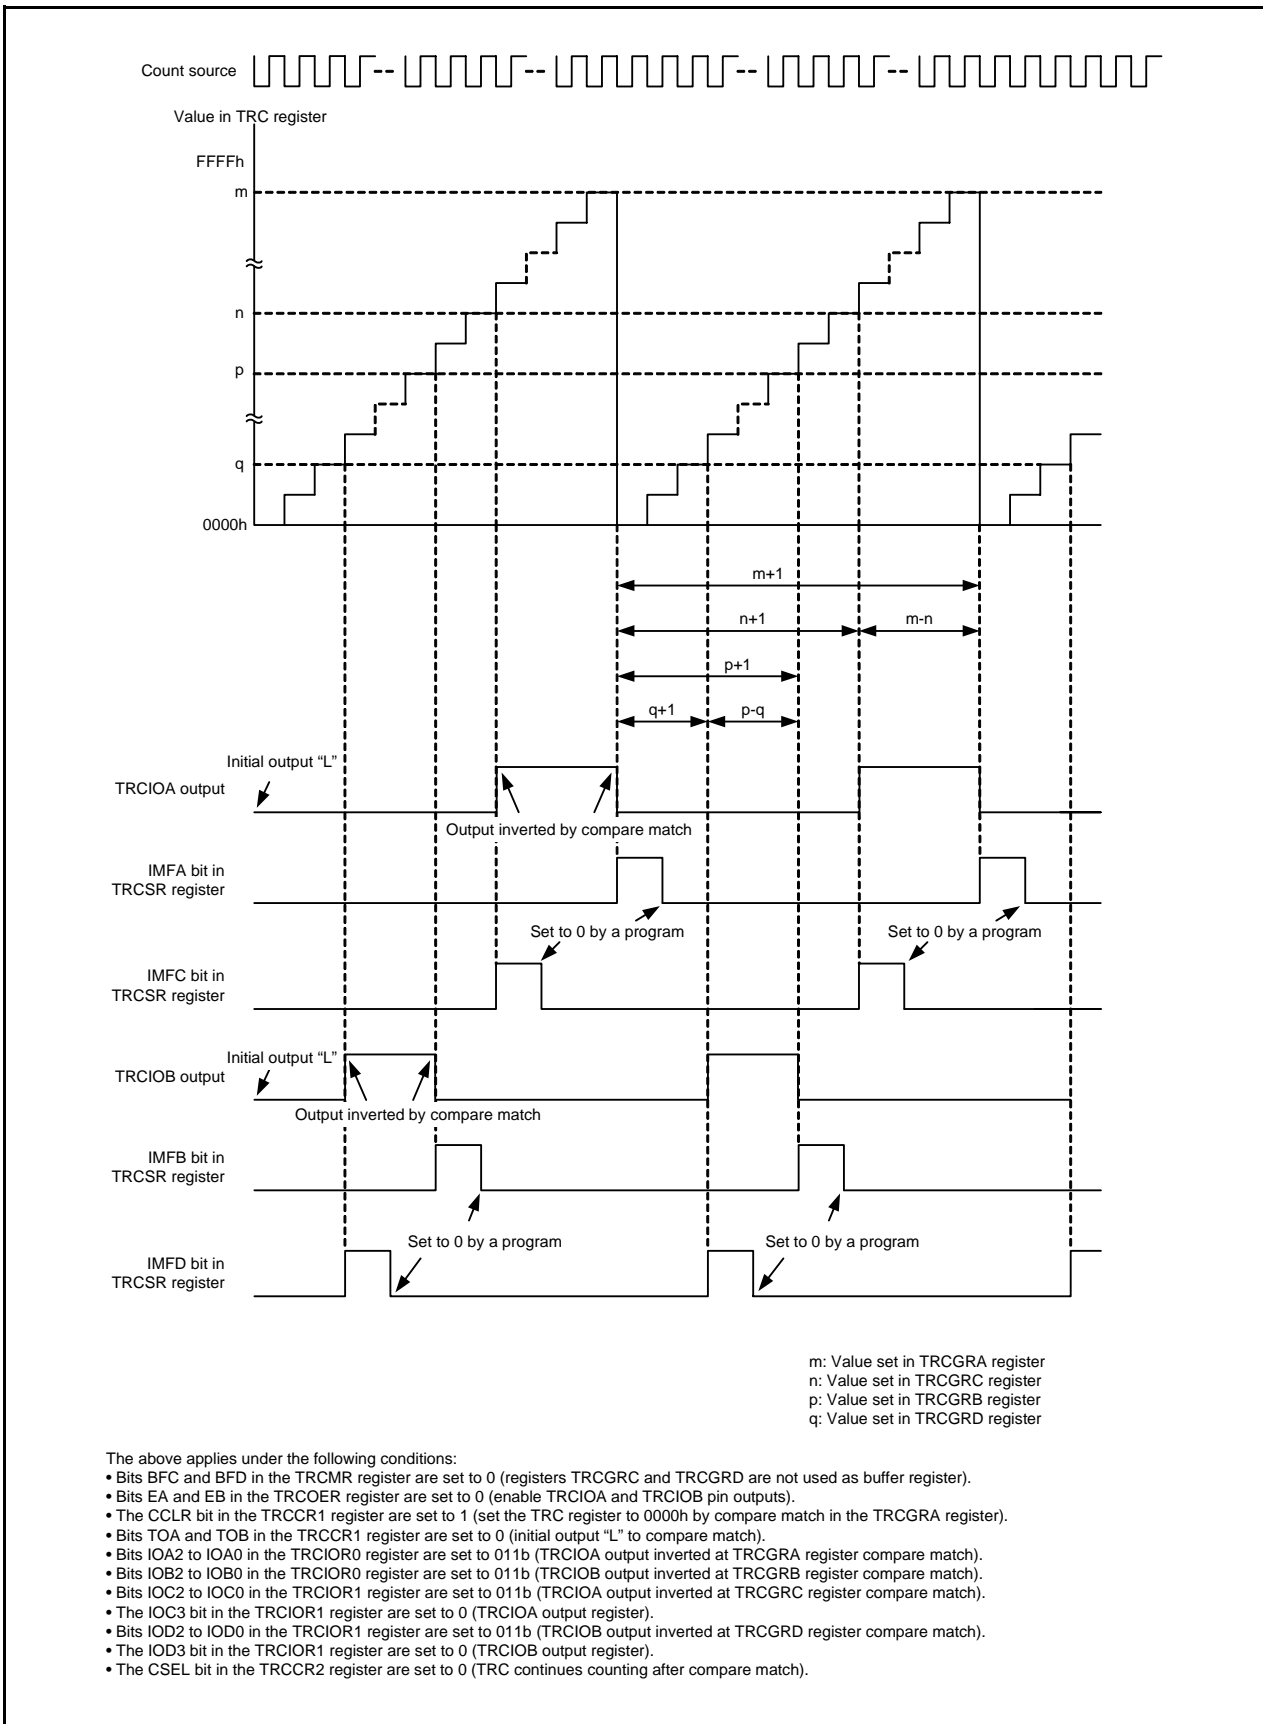 Count source
Value in TRC register
FFFFh
m
n
p
q
0000h
m+1
n+1
m-n
p+1
q+1
p-q
Initial output “L”
TRCIOA output
Output inverted by compare match
IMFA bit in
TRCSR register
Set to 0 by a program
Set to 0 by a program
IMFC bit in
TRCSR register
Initial output “L”
TRCIOB output
Output inverted by compare match
IMFB bit in
TRCSR register
Set to 0 by a program
Set to 0 by a program
IMFD bit in
TRCSR register
m: Value set in TRCGRA register
n: Value set in TRCGRC register
p: Value set in TRCGRB register
q: Value set in TRCGRD register
The above applies under the following conditions:
• Bits BFC and BFD in the TRCMR register are set to 0 (registers TRCGRC and TRCGRD are not used as buffer register).
• Bits EA and EB in the TRCOER register are set to 0 (enable TRCIOA and TRCIOB pin outputs).
• The CCLR bit in the TRCCR1 register are set to 1 (set the TRC register to 0000h by compare match in the TRCGRA register).
• Bits TOA and TOB in the TRCCR1 register are set to 0 (initial output “L” to compare match).
• Bits IOA2 to IOA0 in the TRCIOR0 register are set to 011b (TRCIOA output inverted at TRCGRA register compare match).
• Bits IOB2 to IOB0 in the TRCIOR0 register are set to 011b (TRCIOB output inverted at TRCGRB register compare match).
• Bits IOC2 to IOC0 in the TRCIOR1 register are set to 011b (TRCIOA output inverted at TRCGRC register compare match).
• The IOC3 bit in the TRCIOR1 register are set to 0 (TRCIOA output register).
• Bits IOD2 to IOD0 in the TRCIOR1 register are set to 011b (TRCIOB output inverted at TRCGRD register compare match).
• The IOD3 bit in the TRCIOR1 register are set to 0 (TRCIOB output register).
• The CSEL bit in the TRCCR2 register are set to 0 (TRC continues counting after compare match).